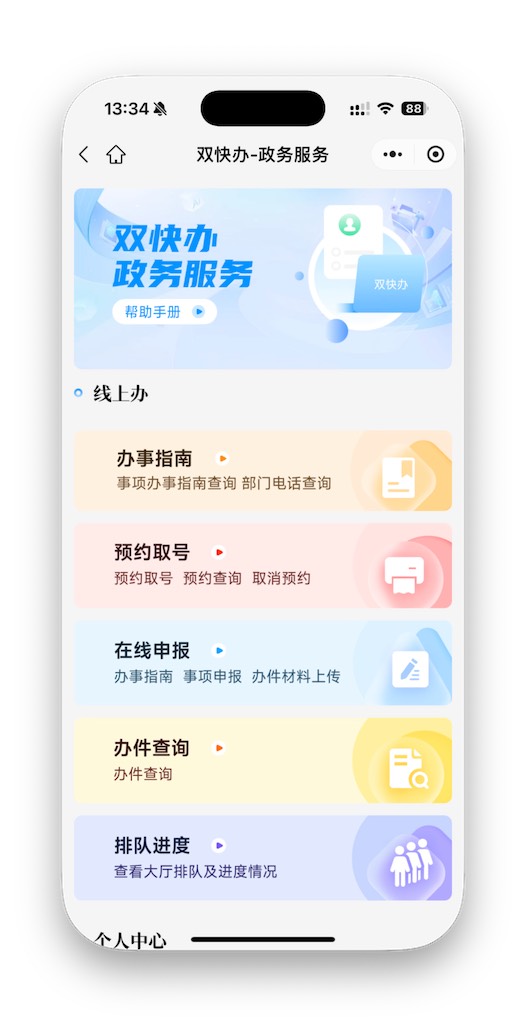 13:34
88
双快办-政务服务
双快办
政务服务
帮助手册
双快办
线上办
办事指南
事项办事指南查询 部门电话查询
预约取号
预约取号 预约查询 取消预约
在线申报
办事指南 事项申报 办件材料上传
办件查询
办件查询
排队进度
查看大厅排队及进度情况
个人中心